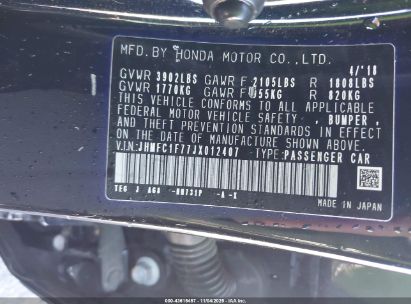 MFD.BY HONDA MOTOR CO.,LTD.
4/'18
GVWR 3902LBS GAWR F 2105LBS R 1808LBS
GVWR 1770KG GAWR F 955KG R 820KG
THIS VEHICLE CONFORMS TO ALL APPLICABLE
FEDERAL MOTOR VEHICLE SAFETY, BUMPER,
AND THEFT PREVENTION STANDARDS IN EFFECT
ON THE DATE OF MANUFACTURE SHOWN ABOVE.
V.I.N: JHMFC1F77JX012407 TYPE: PASSENGER CAR
MADE IN JAPAN